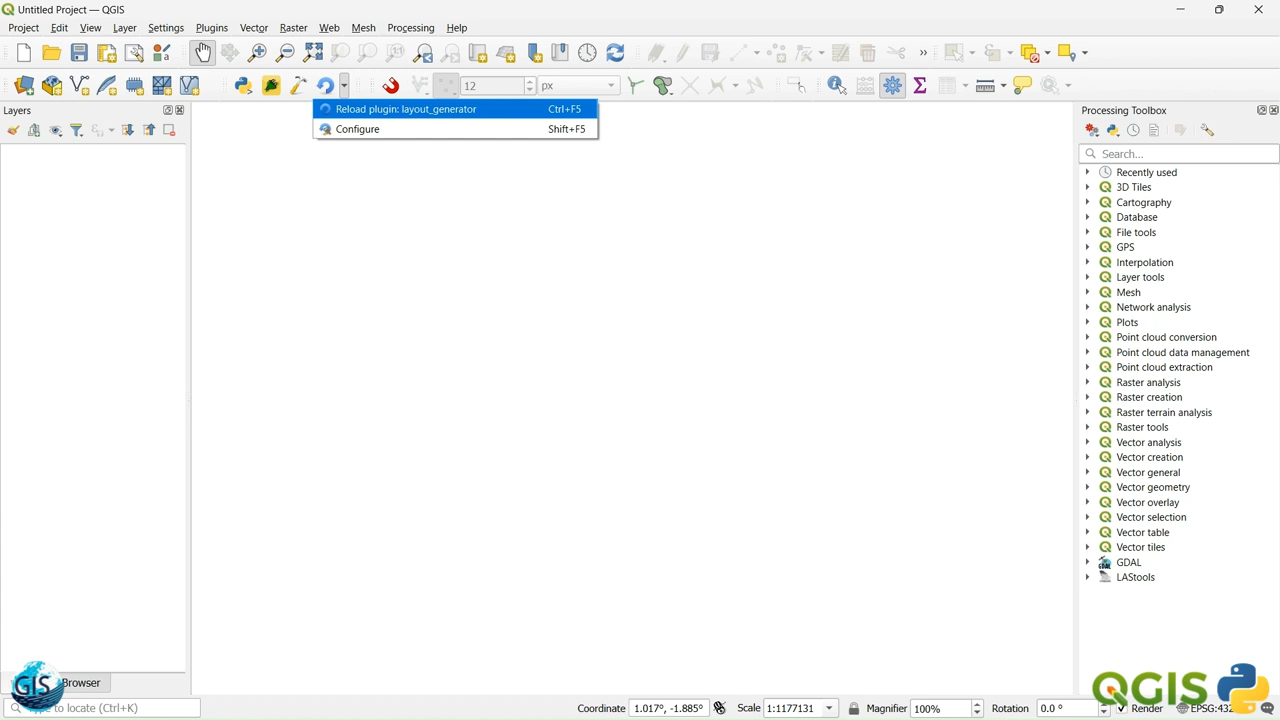 Untitled Project — QGIS
Project Edit View Layer Settings Plugins Vector Raster Web Mesh Processing Help
12 px
Reload plugin: layout_generator Ctrl+F5
Configure Shift+F5
Layers
Processing Toolbox
Search...
Recently used
3D Tiles
Cartography
Database
File tools
GPS
Interpolation
Layer tools
Mesh
Network analysis
Plots
Point cloud conversion
Point cloud data management
Point cloud extraction
Raster analysis
Raster creation
Raster terrain analysis
Raster tools
Vector analysis
Vector creation
Vector general
Vector geometry
Vector overlay
Vector selection
Vector table
Vector tiles
GDAL
LAStools
GIS
Browser
QGIS
to locate (Ctrl+K)
Coordinate 1.017°, -1.885° Scale 1:1177131 Magnifier 100% Rotation 0.0 ° Render